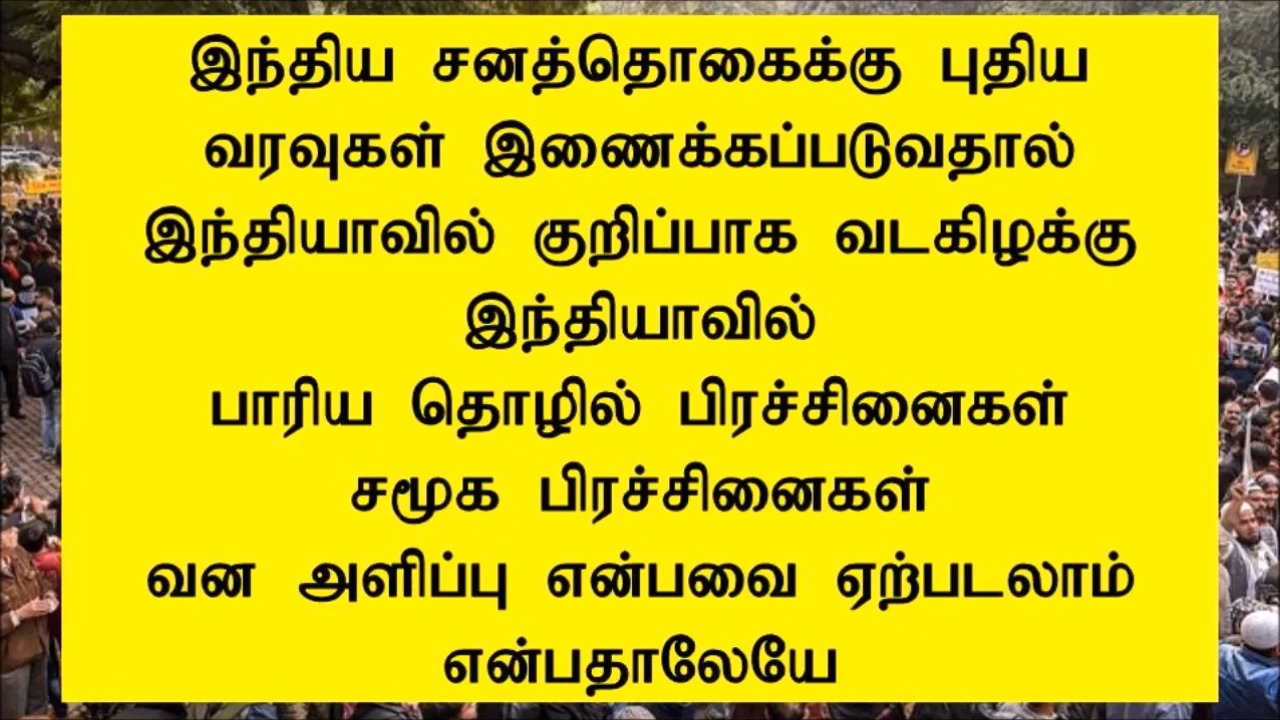 இந்திய சனத்தொகைக்கு புதிய
வரவுகள் இணைக்கப்படுவதால்
இந்தியாவில் குறிப்பாக வடகிழக்கு
இந்தியாவில்
பாரிய தொழில் பிரச்சினைகள்
சமூக பிரச்சினைகள்
வன அளிப்பு என்பவை ஏற்படலாம்
என்பதாலேயே